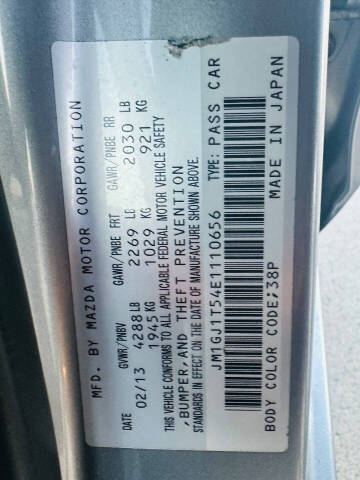 MFD. BY MAZDA MOTOR CORPORATION
DATE GVWR/PNBV GAWR/PNBE FRT GAWR/PNBE RR
02/13 4288LB 2269 LB 2030 LB
1945KG 1029 KG 921 KG
THIS VEHICLE CONFORMS TO ALL APPLICABLE FEDERAL MOTOR VEHICLE SAFETY
,BUMPER,AND THEFT PREVENTION
STANDARDS IN EFFECT ON THE DATE OF MANUFACTURE SHOWN ABOVE.
JM1GJ1T54E1110656 TYPE: PASS CAR
BODY COLOR CODE;38P MADE IN JAPAN